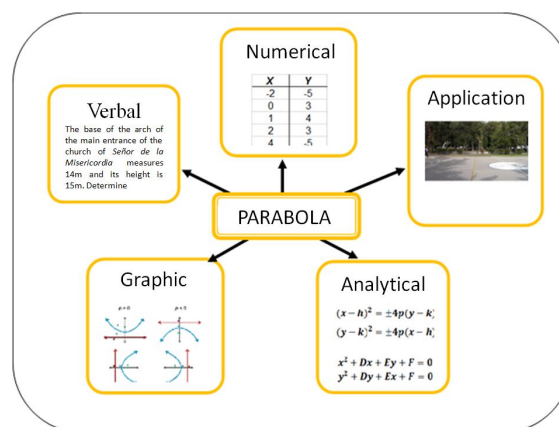 Numerical
X Y
-2 -5
0 3
1 4
2 3
4 -5
Verbal
The base of the arch of
the main entrance of the
church of Señor de la
Misericordia measures
14m and its height is
15m. Determine
Application
PARABOLA
Graphic
Analytical
(x − h)² = ±4p(y − k)
(y − k)² = ±4p(x − h)
x² + Dx + Ey + F = 0
y² + Dy + Ex + F = 0